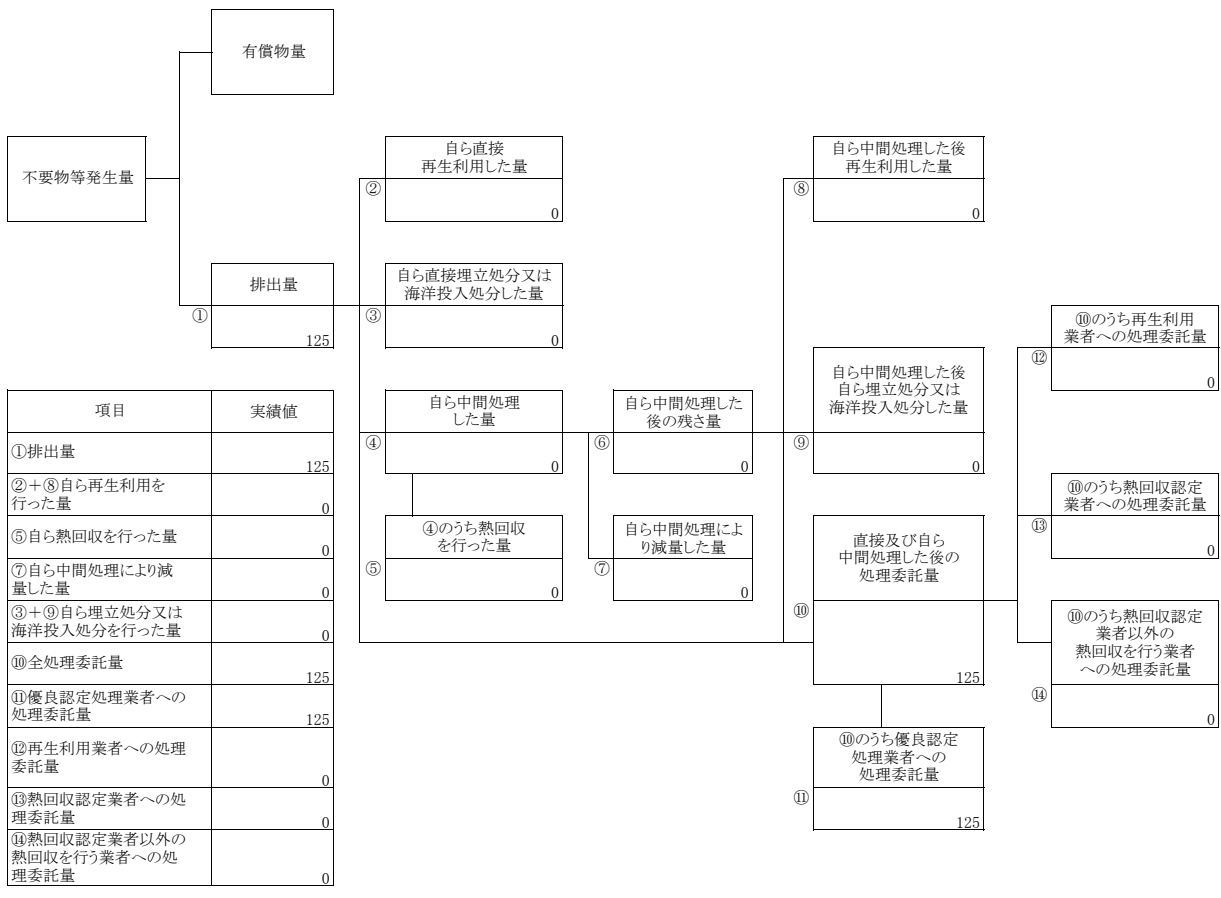 有償物量
不要物等発生量
自ら直接
再生利用した量
②
0
自ら中間処理した後
再生利用した量
⑧
0
排出量
①
125
自ら直接埋立処分又は
海洋投入処分した量
③
0
⑩のうち再生利用
業者への処理委託量
⑫
0
自ら中間処理
した量
④
0
自ら中間処理した
後の残さ量
⑥
0
自ら中間処理した後
自ら埋立処分又は
海洋投入処分した量
⑨
0
⑩のうち熱回収認定
業者への処理委託量
⑬
0
④のうち熱回収
を行った量
⑤
0
自ら中間処理によ
り減量した量
⑦
0
直接及び自ら
中間処理した後の
処理委託量
⑩
125
⑩のうち熱回収認定
業者以外の
熱回収を行う業者
への処理委託量
⑭
0
⑩のうち優良認定
処理業者への
処理委託量
⑪
125
項目
実績値
①排出量
125
②+⑧自ら再生利用を
行った量
0
⑤自ら熱回収を行った量
0
⑦自ら中間処理により減
量した量
0
③+⑨自ら埋立処分又は
海洋投入処分を行った量
0
⑩全処理委託量
125
⑪優良認定処理業者への
処理委託量
125
⑫再生利用業者への処理
委託量
0
⑬熱回収認定業者への処
理委託量
0
⑭熱回収認定業者以外の
熱回収を行う業者への処
理委託量
0